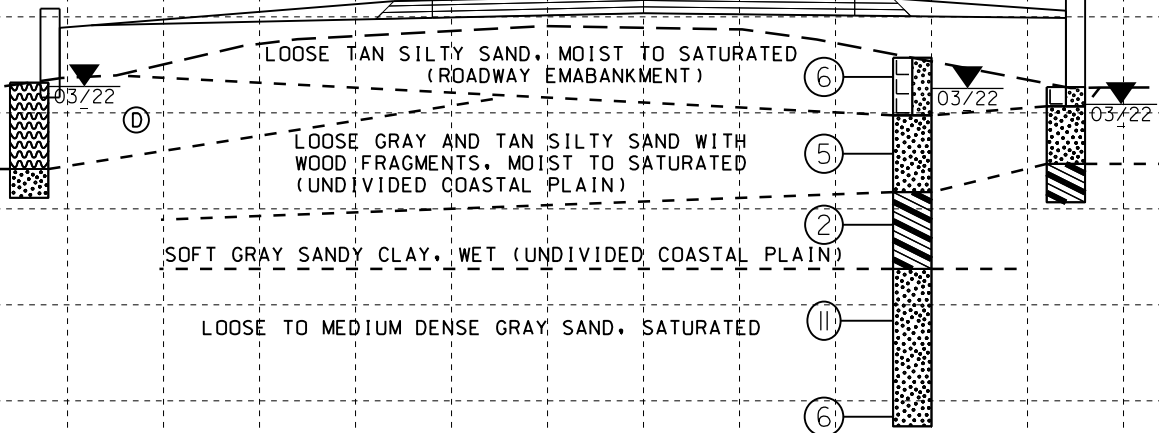 LOOSE TAN SILTY SAND, MOIST TO SATURATED
(ROADWAY EMABANKMENT)
6
03/22
03/22
03/22
D
LOOSE GRAY AND TAN SILTY SAND WITH
WOOD FRAGMENTS, MOIST TO SATURATED
(UNDIVIDED COASTAL PLAIN)
5
2
SOFT GRAY SANDY CLAY, WET (UNDIVIDED COASTAL PLAIN)
LOOSE TO MEDIUM DENSE GRAY SAND, SATURATED
11
6